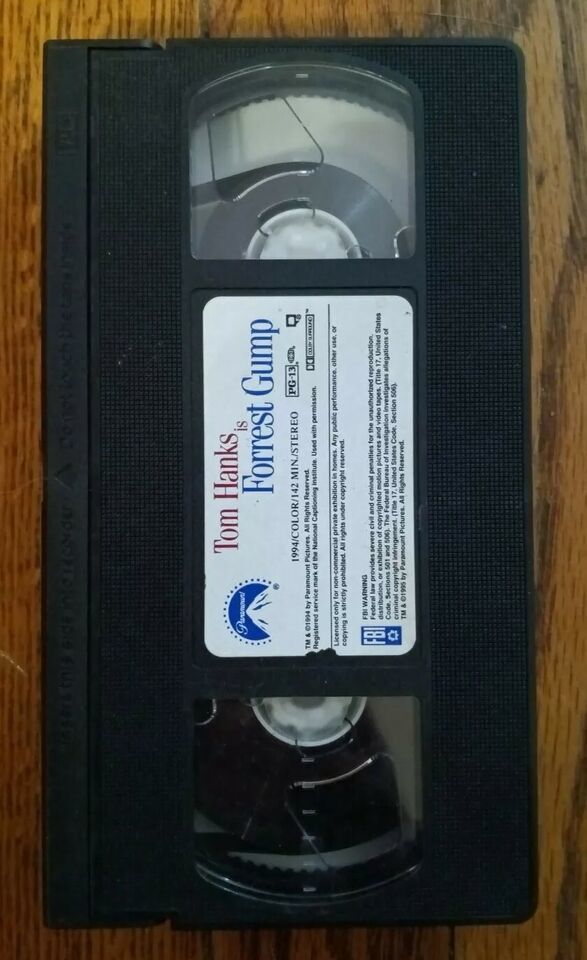 Tom Hanks is
Forrest Gump
1994/COLOR/142 MIN./STEREO
PG-13
DOLBY SURROUND
Paramount
®
TM & ©1994 by Paramount Pictures. All Rights Reserved.
Registered service mark of the National Captioning Institute. Used with permission.
Licensed only for non-commercial private exhibition in homes. Any public performance, other use, or
copying is strictly prohibited. All rights under copyright reserved.
FBI
FBI WARNING
Federal law provides severe civil and criminal penalties for the unauthorized reproduction,
distribution, or exhibition of copyrighted motion pictures and video tapes. (Title 17, United States
Code, Sections 501 and 506). The Federal Bureau of Investigation investigates allegations of
criminal copyright infringement. (Title 17, United States Code, Section 506).
TM & ©1995 by Paramount Pictures. All Rights Reserved.